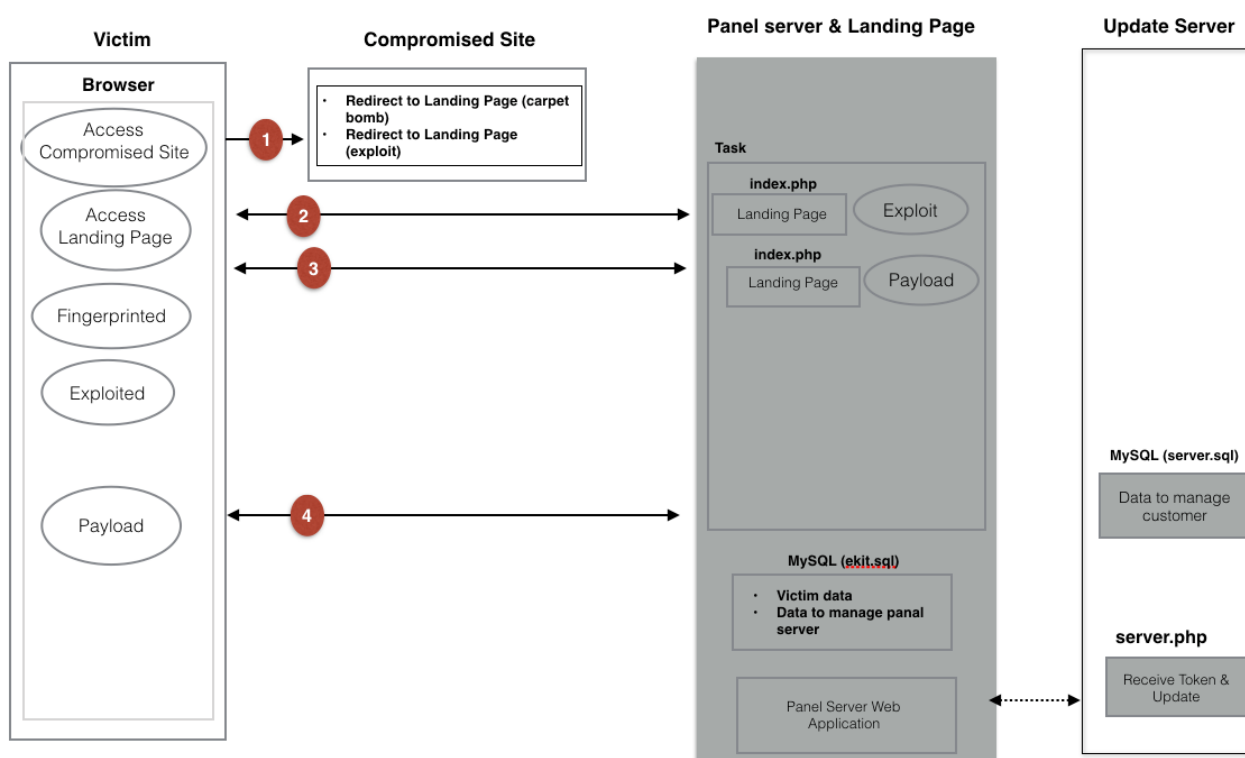 Victim
Compromised Site
Panel server & Landing Page
Update Server
Browser
Access
Compromised Site
Access
Landing Page
Fingerprinted
Exploited
Payload
1
• Redirect to Landing Page (carpet
bomb)
• Redirect to Landing Page
(exploit)
2
3
4
Task
index.php
Landing Page
Exploit
index.php
Landing Page
Payload
MySQL (ekit.sql)
• Victim data
• Data to manage panal
server
Panel Server Web
Application
MySQL (server.sql)
Data to manage
customer
server.php
Receive Token &
Update